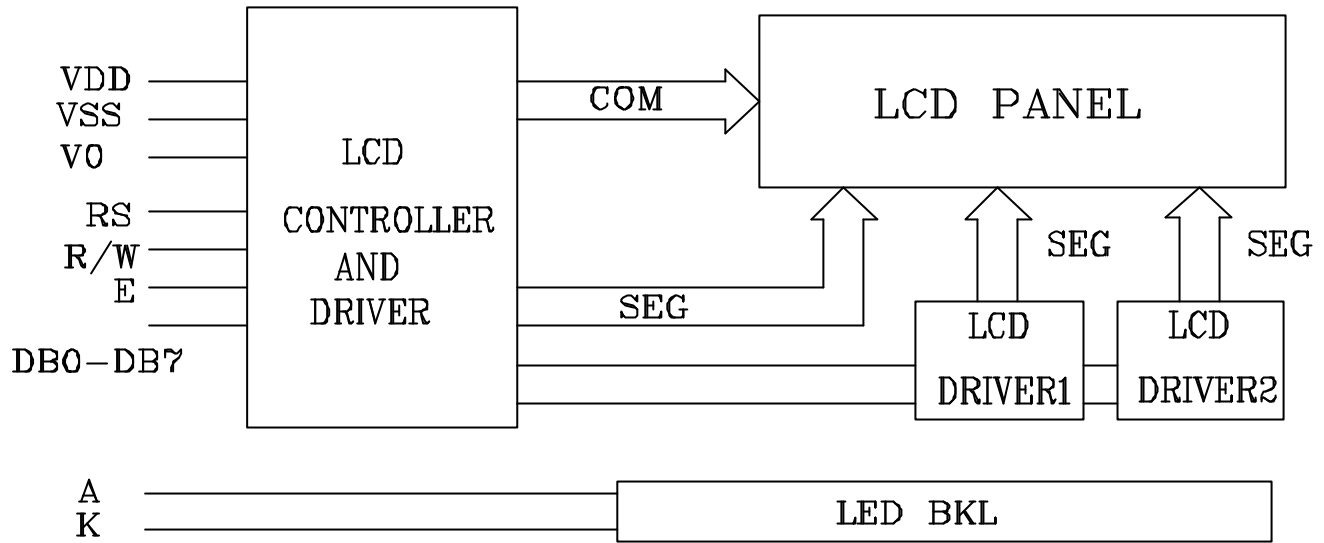 VDD
VSS
V0
RS
R/W
E
DB0-DB7
LCD
CONTROLLER
AND
DRIVER
COM
LCD PANEL
SEG
SEG
SEG
LCD
DRIVER1
LCD
DRIVER2
A
K
LED BKL